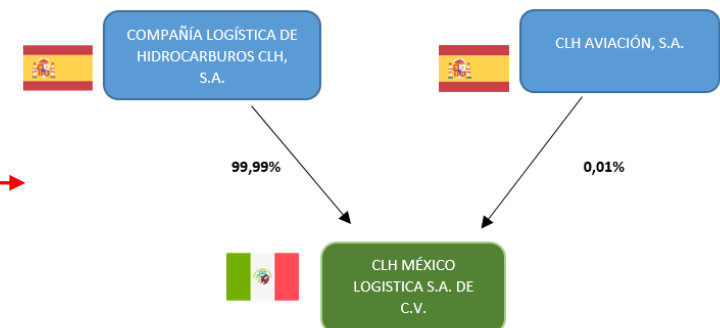 COMPAÑÍA LOGÍSTICA DE
HIDROCARBUROS CLH,
S.A.
CLH AVIACIÓN, S.A.
99,99%
0,01%
CLH MÉXICO
LOGISTICA S.A. DE
C.V.